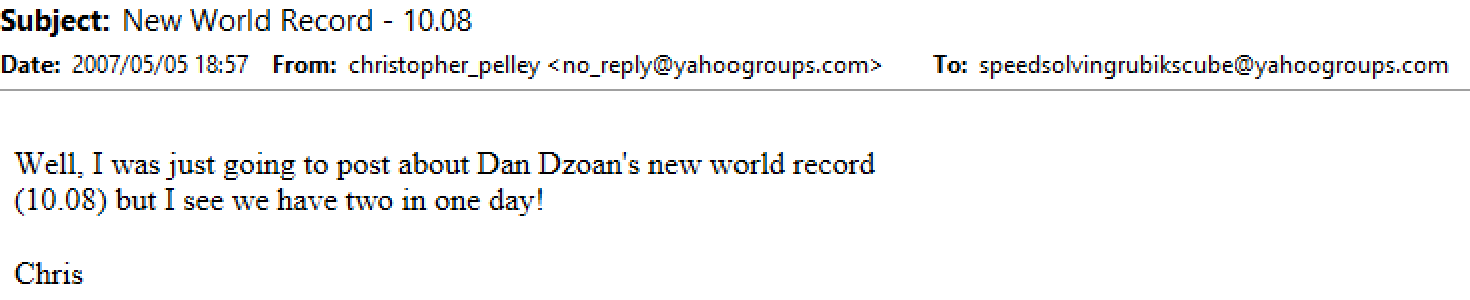 Subject: New World Record - 10.08
Date: 2007/05/05 18:57 From: christopher_pelley <no_reply@yahoogroups.com> To: speedsolvingrubikscube@yahoogroups.com
Well, I was just going to post about Dan Dzoan's new world record
(10.08) but I see we have two in one day!
Chris